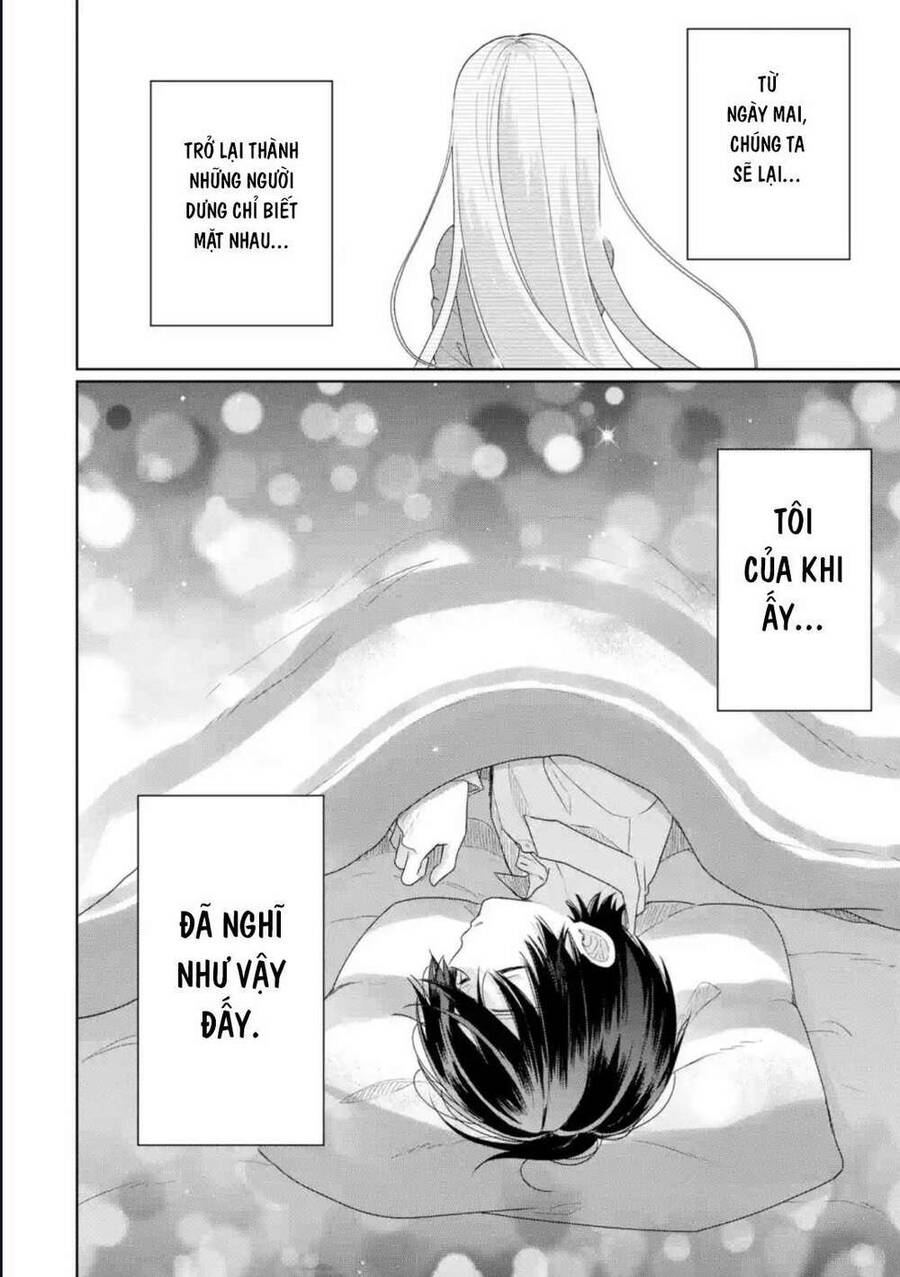 TỪ
NGÀY MAI,
CHÚNG TA
SẼ LẠI...
TRỞ LẠI THÀNH
NHỮNG NGƯỜI
DƯNG CHỈ BIẾT
MẶT NHAU...
TÔI
CỦA KHI
ẤY...
ĐÃ NGHĨ
NHƯ VẬY
ĐẤY.